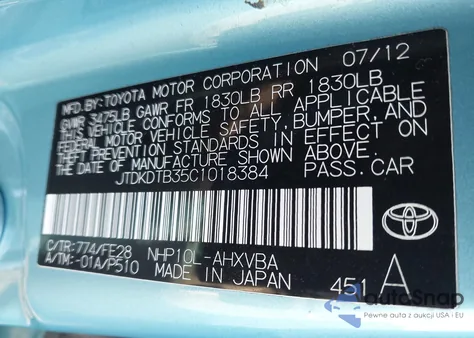 07/12
MFD.BY: TOYOTA MOTOR CORPORATION
GVWR 3475LB GAWR FR 1830LB RR 1830LB
THIS VEHICLE CONFORMS TO ALL APPLICABLE
FEDERAL MOTOR VEHICLE SAFETY, BUMPER, AND
THEFT PREVENTION STANDARDS IN EFFECT ON
THE DATE OF MANUFACTURE SHOWN ABOVE.
JTDKDTB35C1018384 PASS.CAR
TOYOTA
C/TR: 774/FE28 NHP10L-AHXVBA
A/TM: -01A/P510 MADE IN JAPAN 451 A
autoSnap
Pewne auta z aukcji USA i EU